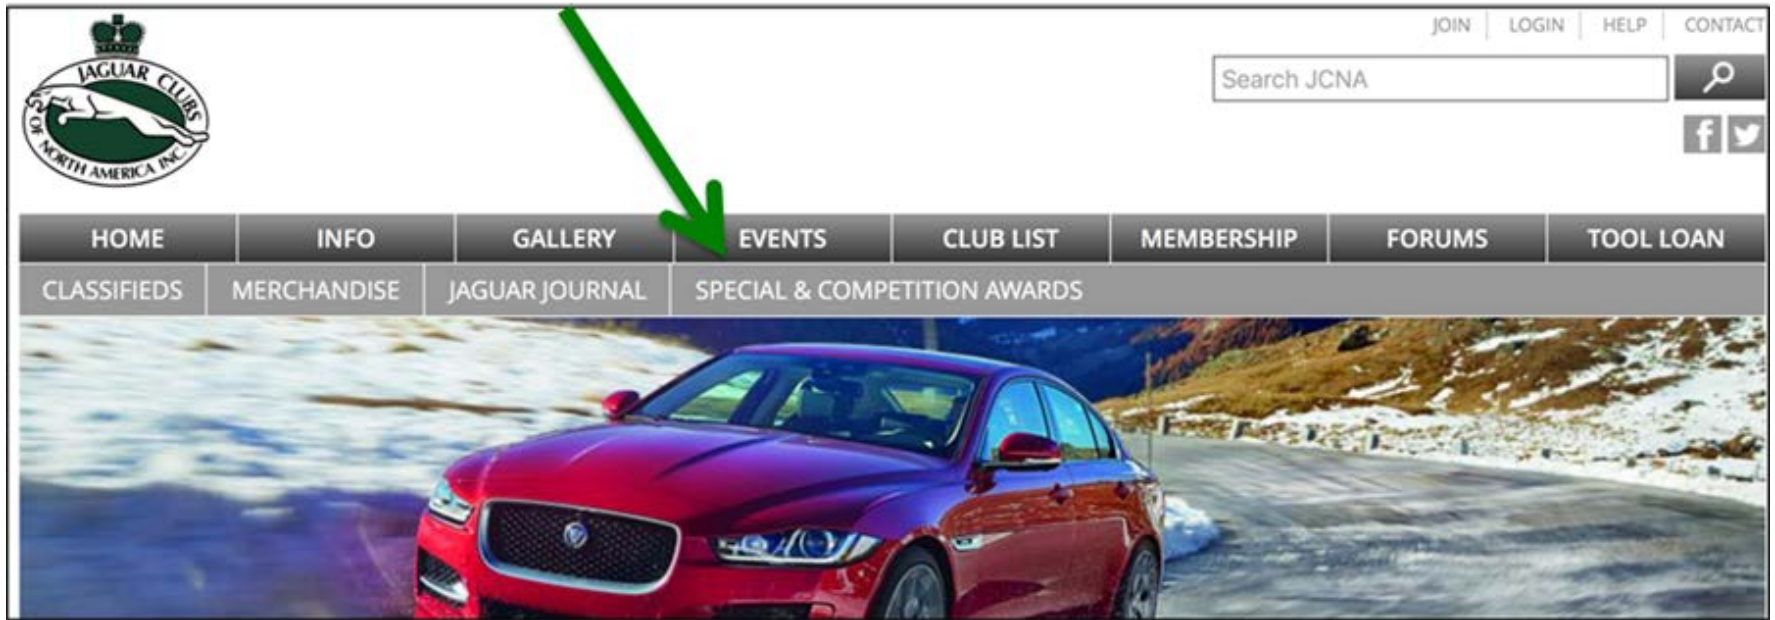 JAGUAR CLUBS
OF NORTH AMERICA INC.
JOIN LOGIN HELP CONTACT
Search JCNA
HOME INFO GALLERY EVENTS CLUB LIST MEMBERSHIP FORUMS TOOL LOAN
CLASSIFIEDS MERCHANDISE JAGUAR JOURNAL SPECIAL & COMPETITION AWARDS